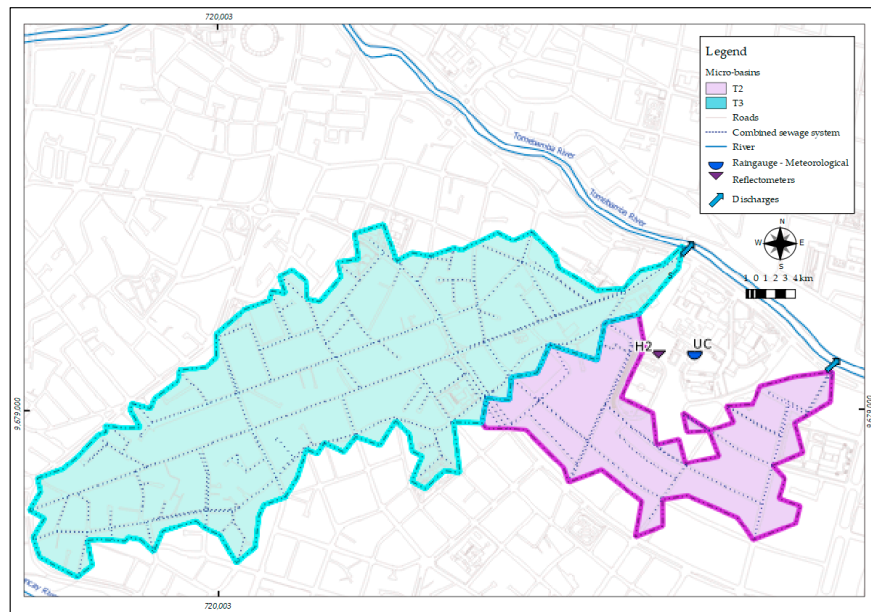 720,003
Legend
Micro-basins
T2
T3
Roads
Combined sewage system
River
Raingauge - Meteorological
Reflectometers
Discharges
Tomebamba River
Tomebamba River
N
W E
S
1 0 1 2 3 4 km
S
H2 UC
9.679,000
9.679,000
River
720,003